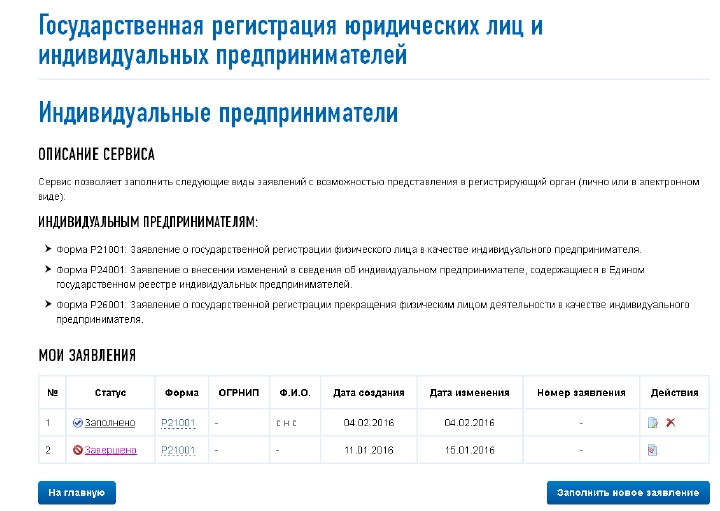 Государственная регистрация юридических лиц и
индивидуальных предпринимателей
Индивидуальные предприниматели
ОПИСАНИЕ СЕРВИСА
Сервис позволяет заполнить следующие виды заявлений с возможностью представления в регистрирующий орган (лично или в электронном
виде):
ИНДИВИДУАЛЬНЫМ ПРЕДПРИНИМАТЕЛЯМ:
Форма Р21001: Заявление о государственной регистрации физического лица в качестве индивидуального предпринимателя.
Форма Р24001: Заявление о внесении изменений в сведения об индивидуальном предпринимателе, содержащиеся в Едином
государственном реестре индивидуальных предпринимателей.
Форма Р26001: Заявление о государственной регистрации прекращения физическим лицом деятельности в качестве индивидуального
предпринимателя.
МОИ ЗАЯВЛЕНИЯ
№ Статус Форма ОГРНИП Ф.И.О. Дата создания Дата изменения Номер заявления Действия
1 Заполнено Р21001 - с н с 04.02.2016 04.02.2016 -
2 Завершено Р21001 - - 11.01.2016 15.01.2016 -
На главную Заполнить новое заявление